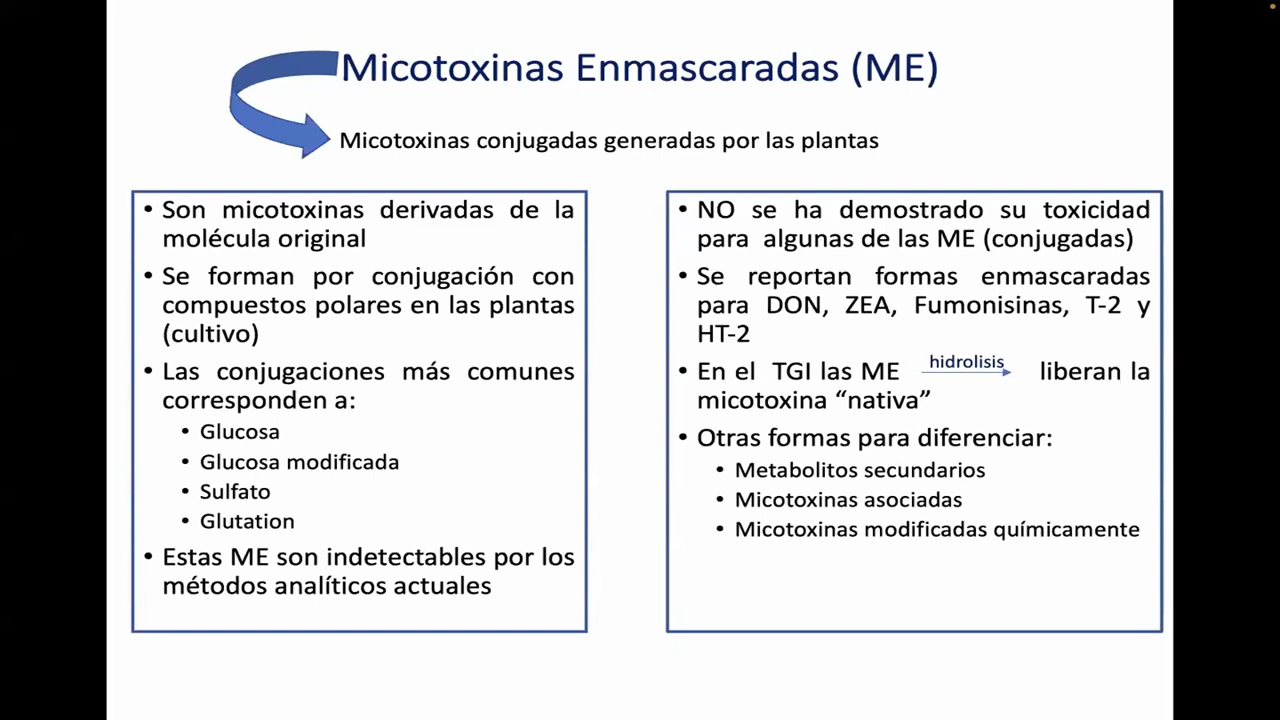 Micotoxinas Enmascaradas (ME)
Micotoxinas conjugadas generadas por las plantas
• Son micotoxinas derivadas de la
molécula original
• Se forman por conjugación con
compuestos polares en las plantas
(cultivo)
• Las conjugaciones más comunes
corresponden a:
• Glucosa
• Glucosa modificada
• Sulfato
• Glutation
• Estas ME son indetectables por los
métodos analíticos actuales
• NO se ha demostrado su toxicidad
para algunas de las ME (conjugadas)
• Se reportan formas enmascaradas
para DON, ZEA, Fumonisinas, T-2 y
HT-2
• En el TGI las ME hidrolisis liberan la
micotoxina “nativa”
• Otras formas para diferenciar:
• Metabolitos secundarios
• Micotoxinas asociadas
• Micotoxinas modificadas químicamente